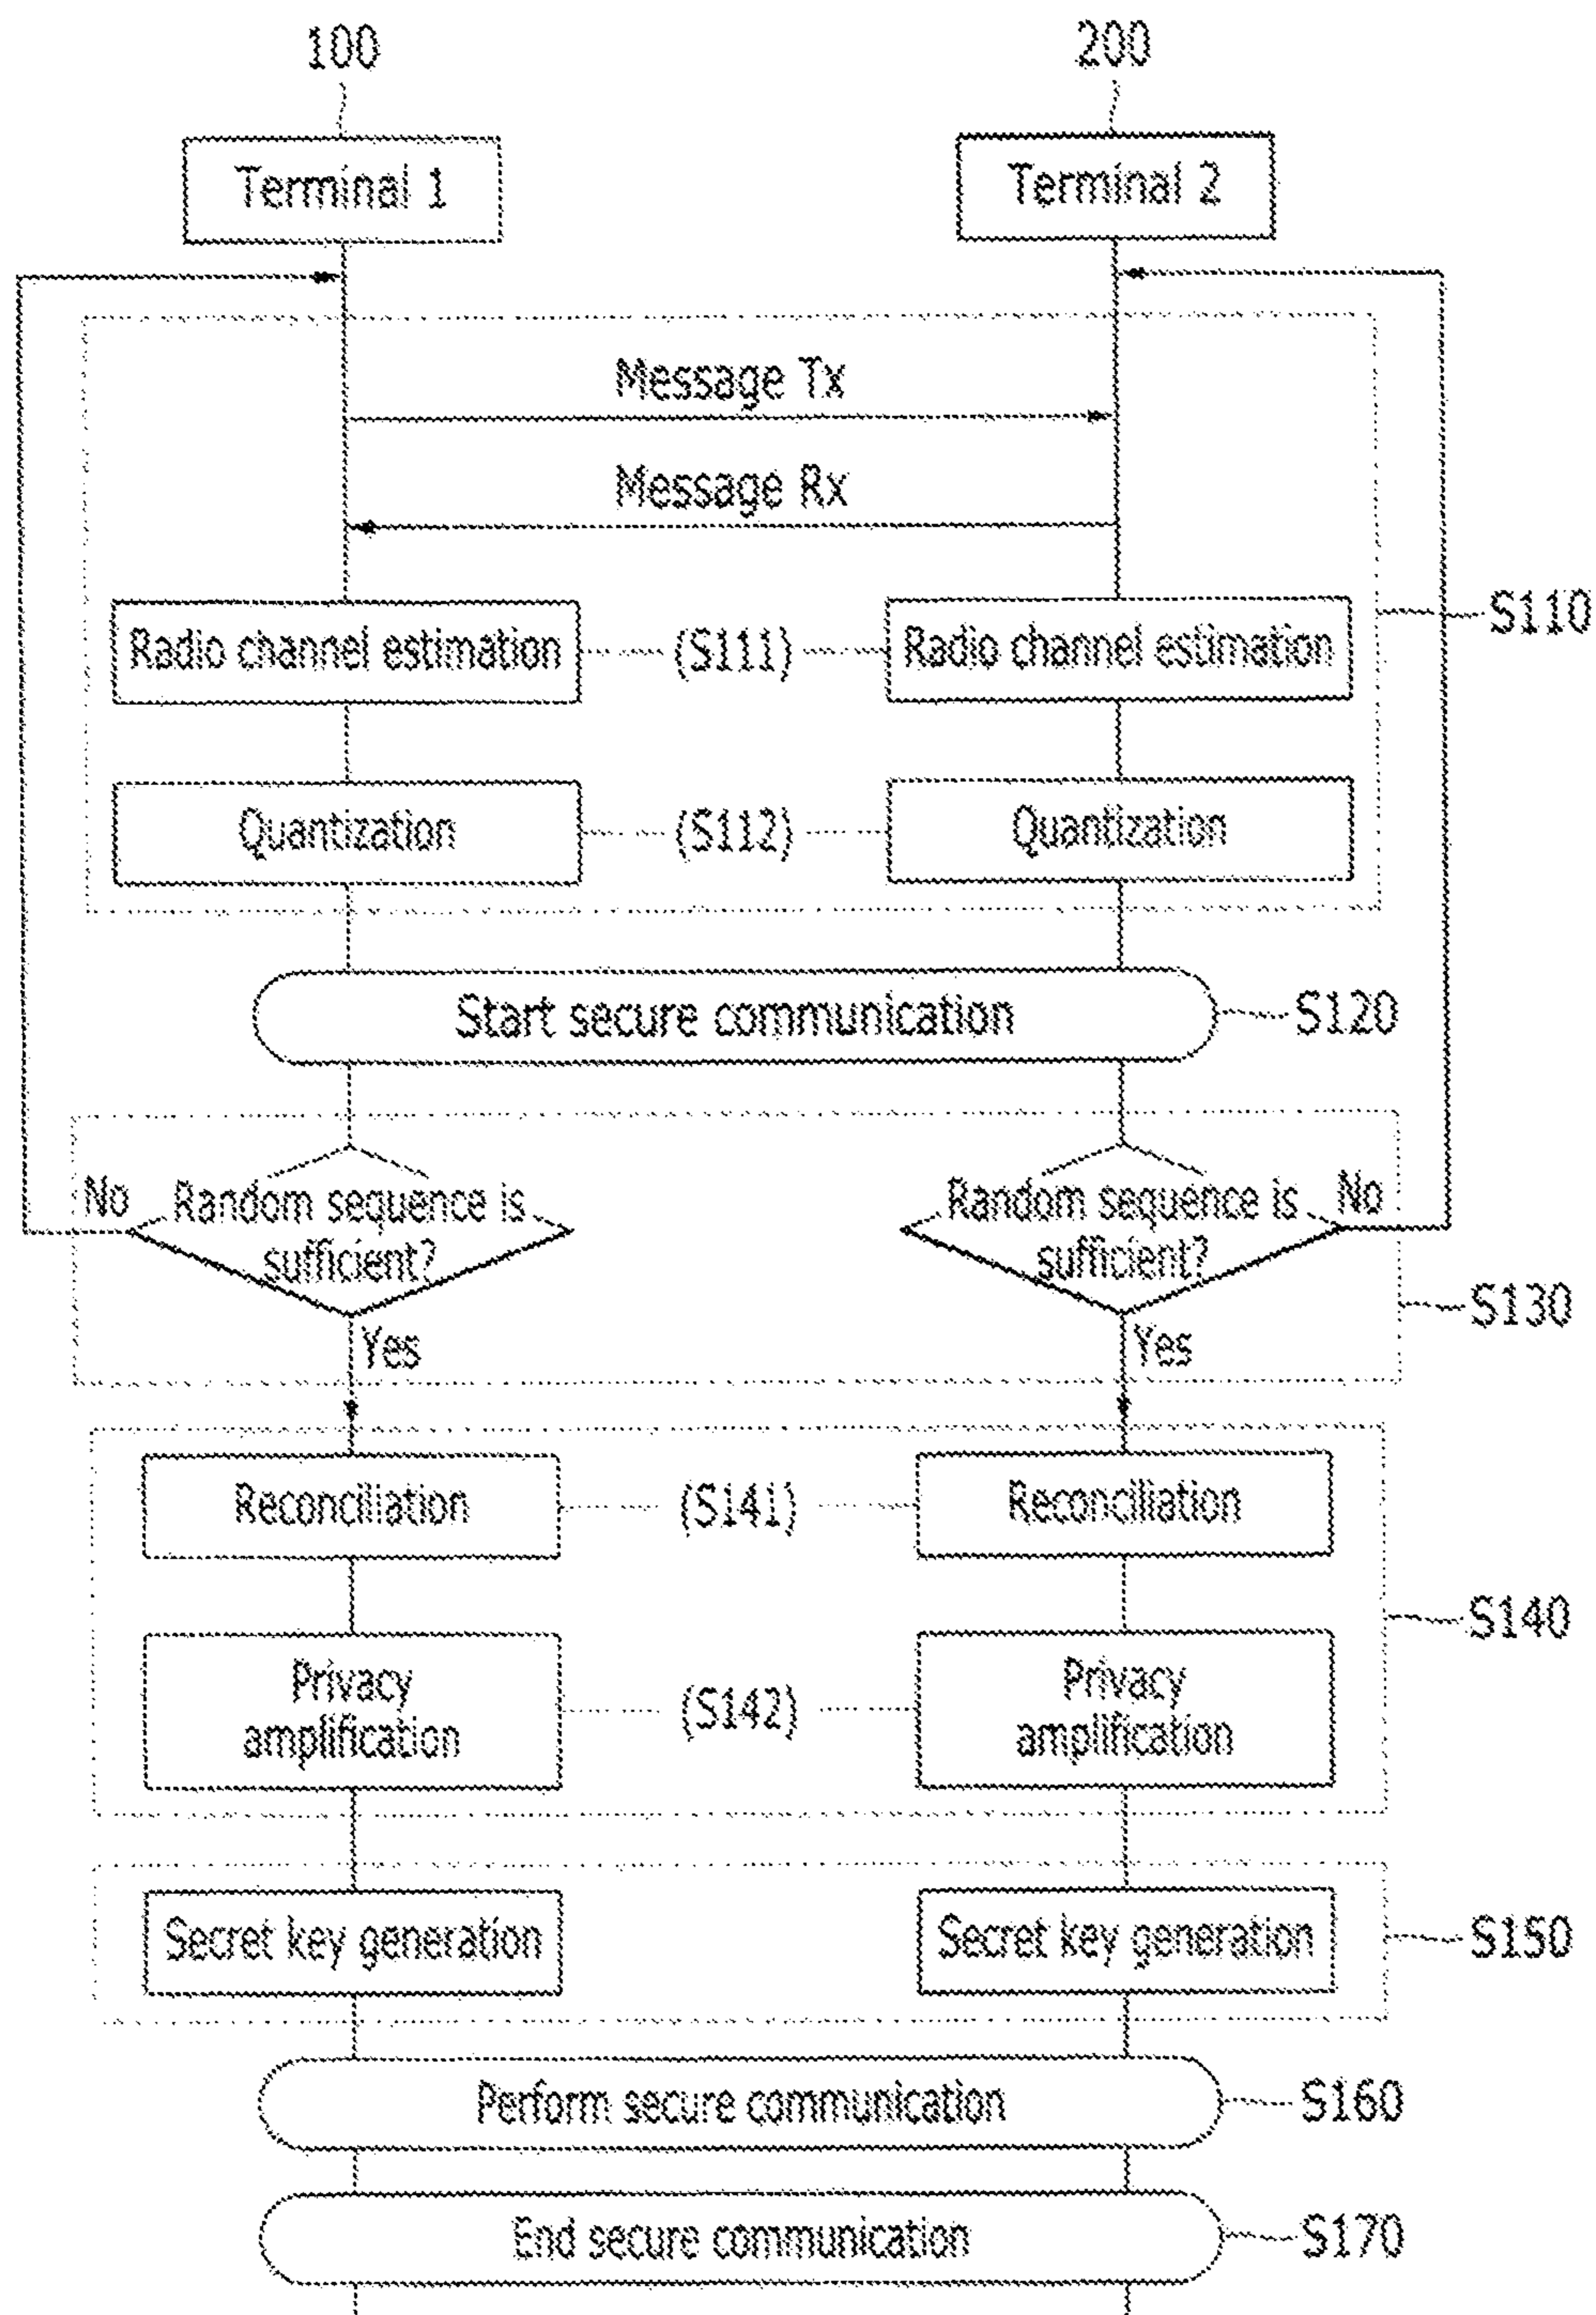 100
200
Terminal 1
Terminal 2
Message Tx
Message Rx
Radio channel estimation
(S111)
Radio channel estimation
S110
Quantization
(S112)
Quantization
Start secure communication
S120
No
Random sequence is
sufficient?
Random sequence is
sufficient?
No
S130
Yes
Yes
Reconciliation
(S141)
Reconciliation
S140
Privacy
amplification
(S142)
Privacy
amplification
Secret key generation
Secret key generation
S150
Perform secure communication
S160
End secure communication
S170